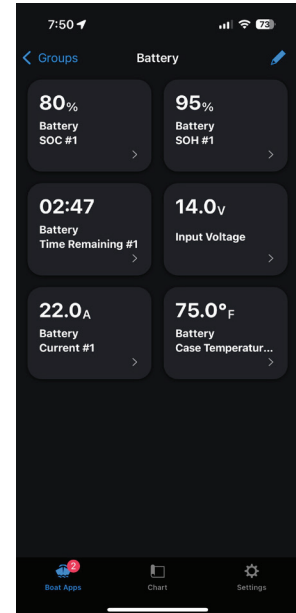 7:50
73
Groups
Battery
80%
Battery
SOC #1
95%
Battery
SOH #1
02:47
Battery
Time Remaining #1
14.0V
Input Voltage
22.0A
Battery
Current #1
75.0°F
Battery
Case Temperatur...
2
Boat Apps
Chart
Settings